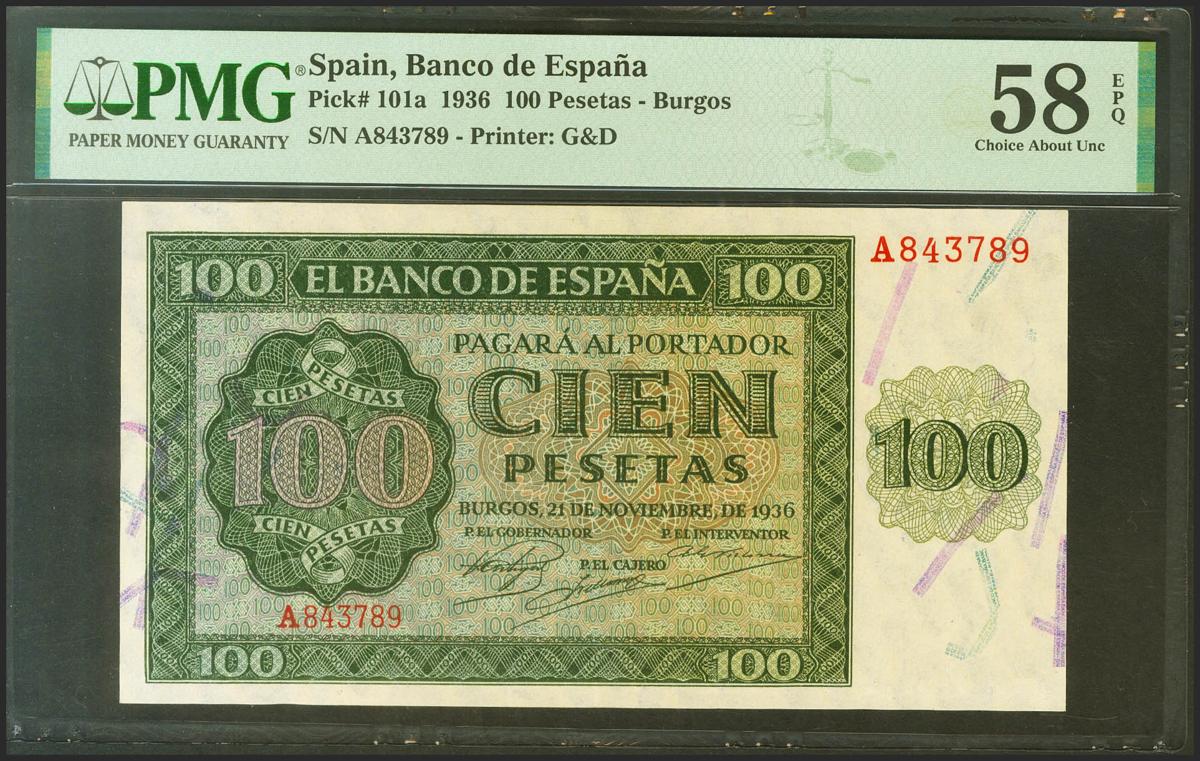 PMG®
PAPER MONEY GUARANTY
Spain, Banco de España
Pick# 101a 1936 100 Pesetas - Burgos
S/N A843789 - Printer: G&D
58
EPQ
Choice About Unc
A843789
100 EL BANCO DE ESPAÑA 100
PAGARÁ AL PORTADOR
CIEN
PESETAS
BURGOS, 21 DE NOVIEMBRE, DE 1936
P. EL GOBERNADOR P. EL INTERVENTOR
P. EL CAJERO
PESETAS
CIEN PESETAS
100
CIEN PESETAS
PESETAS
A843789
100 100
100